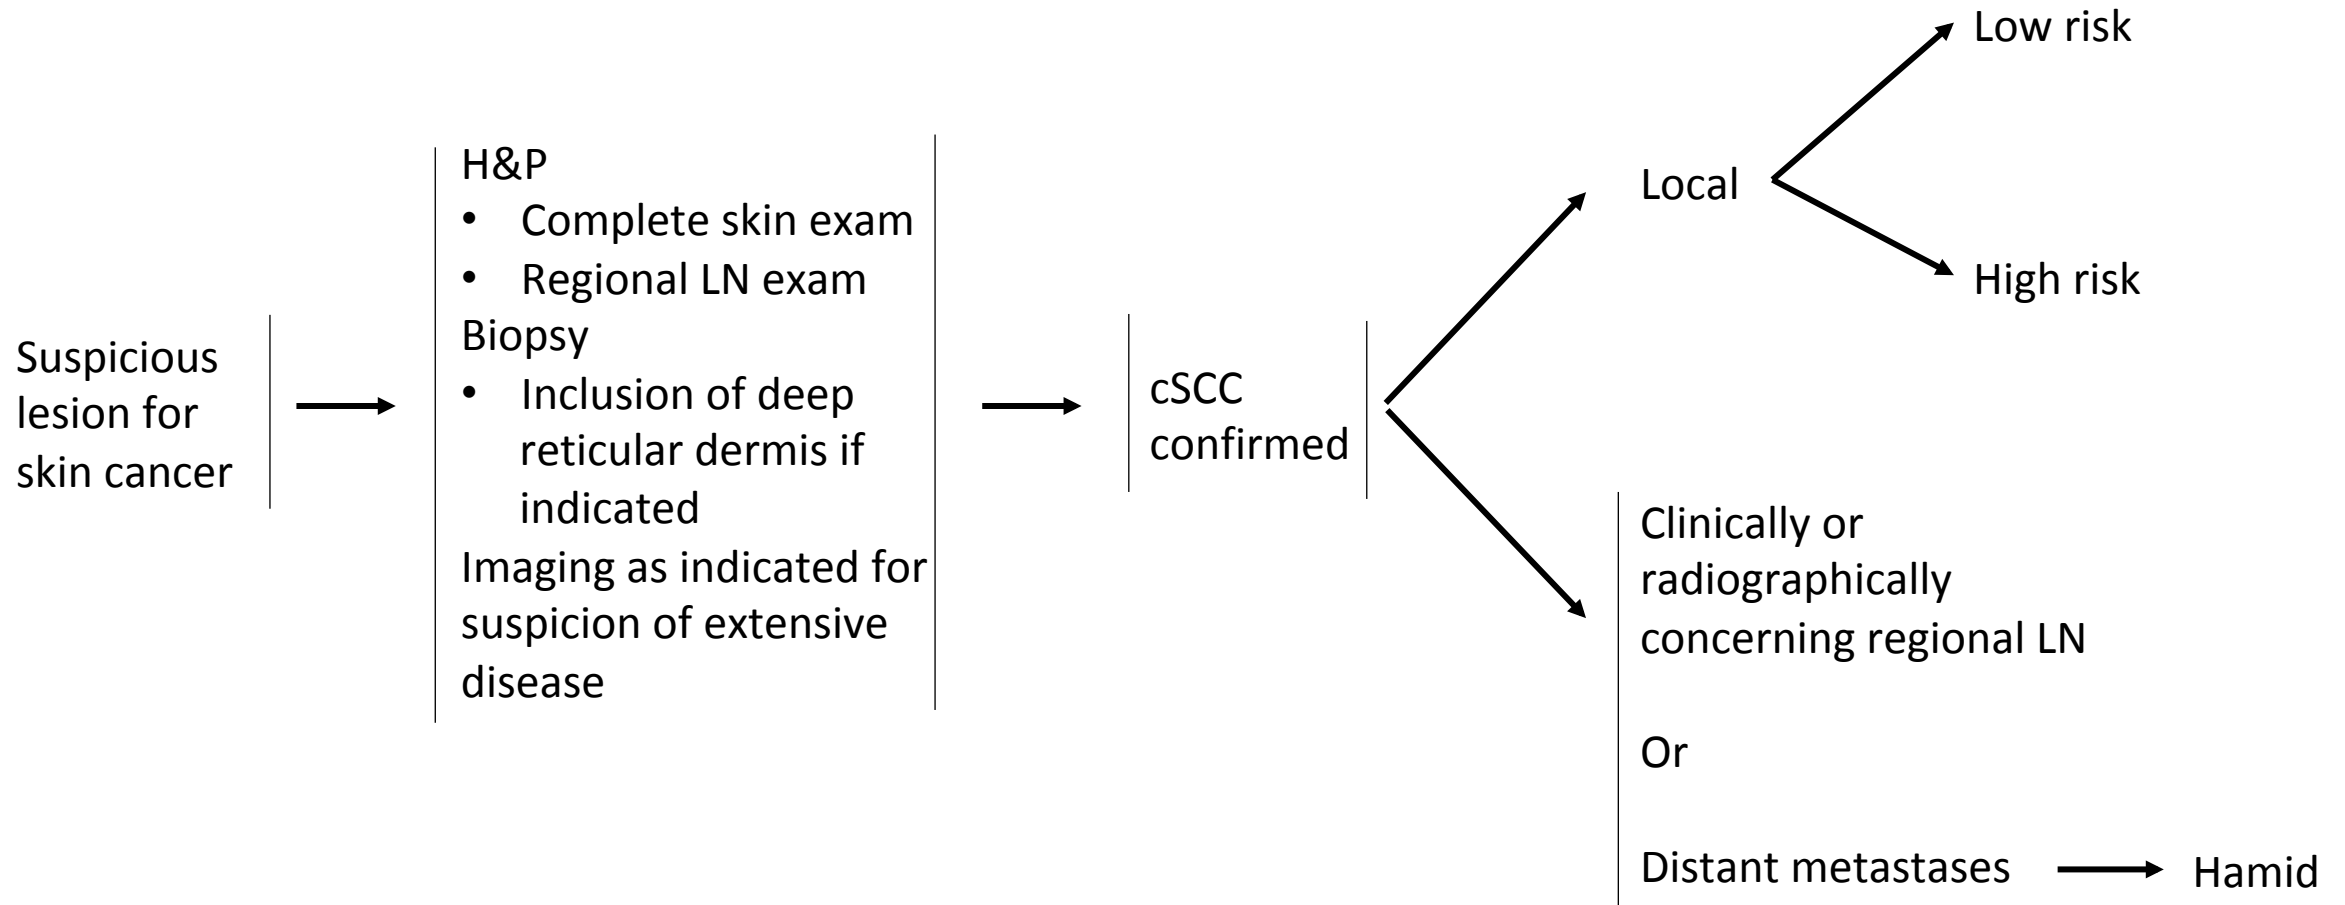 Suspicious
lesion for
skin cancer
H&P
• Complete skin exam
• Regional LN exam
Biopsy
• Inclusion of deep
reticular dermis if
indicated
Imaging as indicated for
suspicion of extensive
disease
cSCC
confirmed
Local
Low risk
High risk
Clinically or
radiographically
concerning regional LN
Or
Distant metastases
Hamid